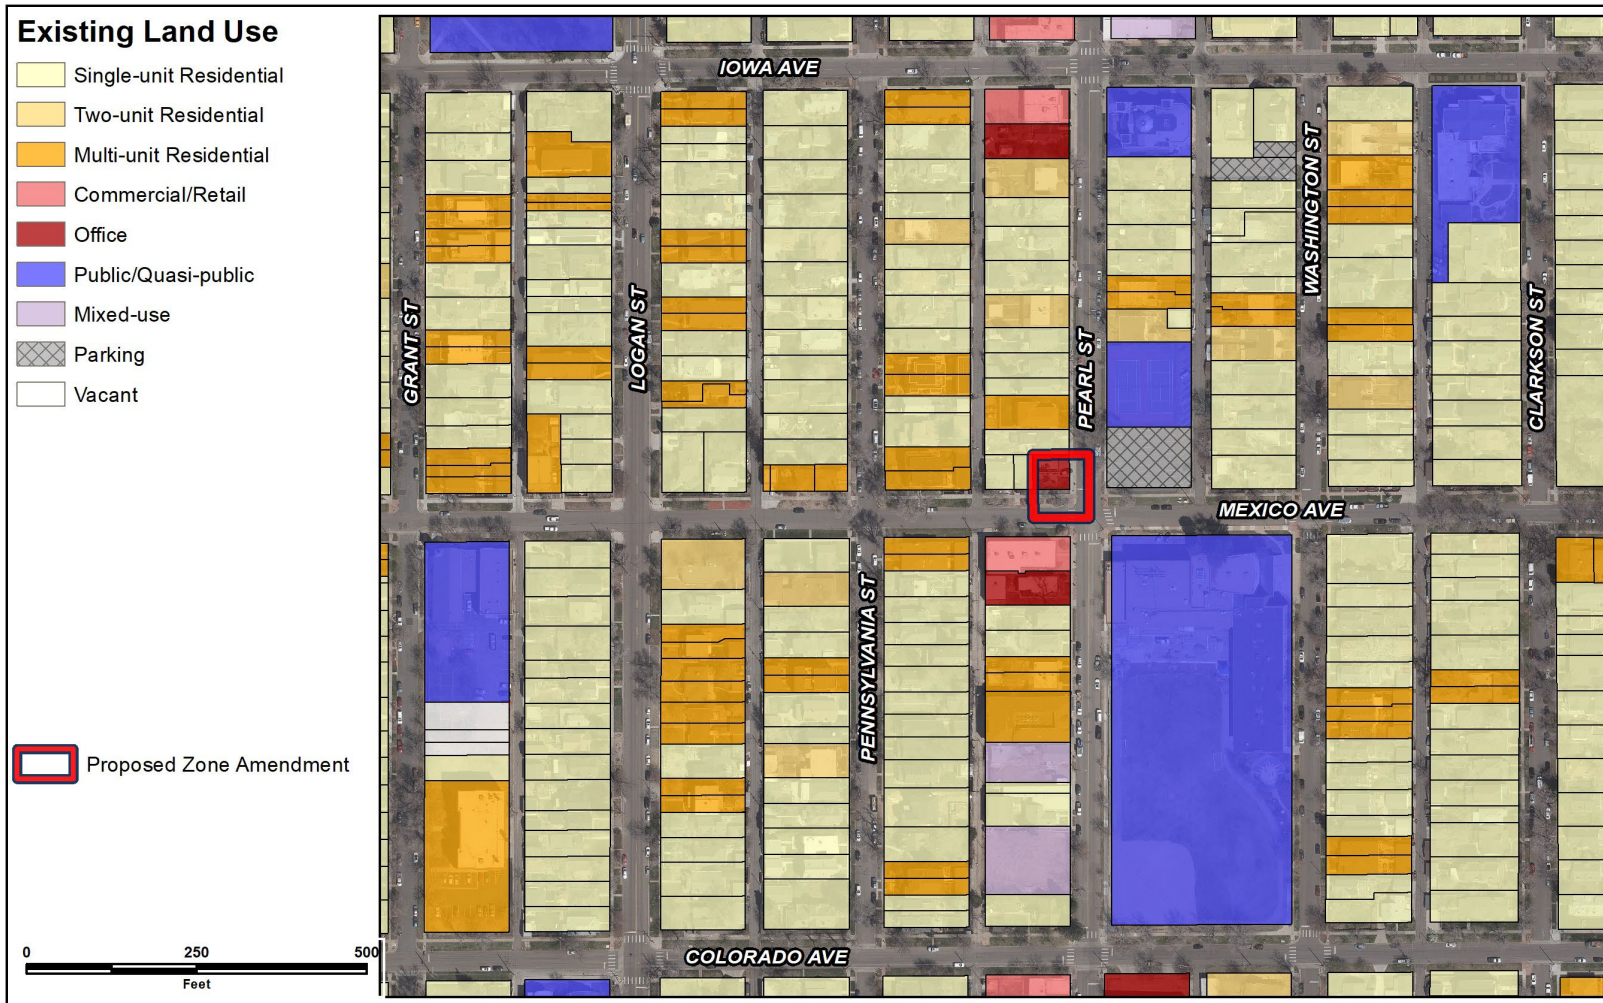 Existing Land Use
Single-unit Residential
Two-unit Residential
Multi-unit Residential
Commercial/Retail
Office
Public/Quasi-public
Mixed-use
Parking
Vacant
Proposed Zone Amendment
0 250 500
Feet
IOWA AVE
GRANT ST
LOGAN ST
PEARL ST
WASHINGTON ST
CLARKSON ST
MEXICO AVE
PENNSYLVANIA ST
COLORADO AVE